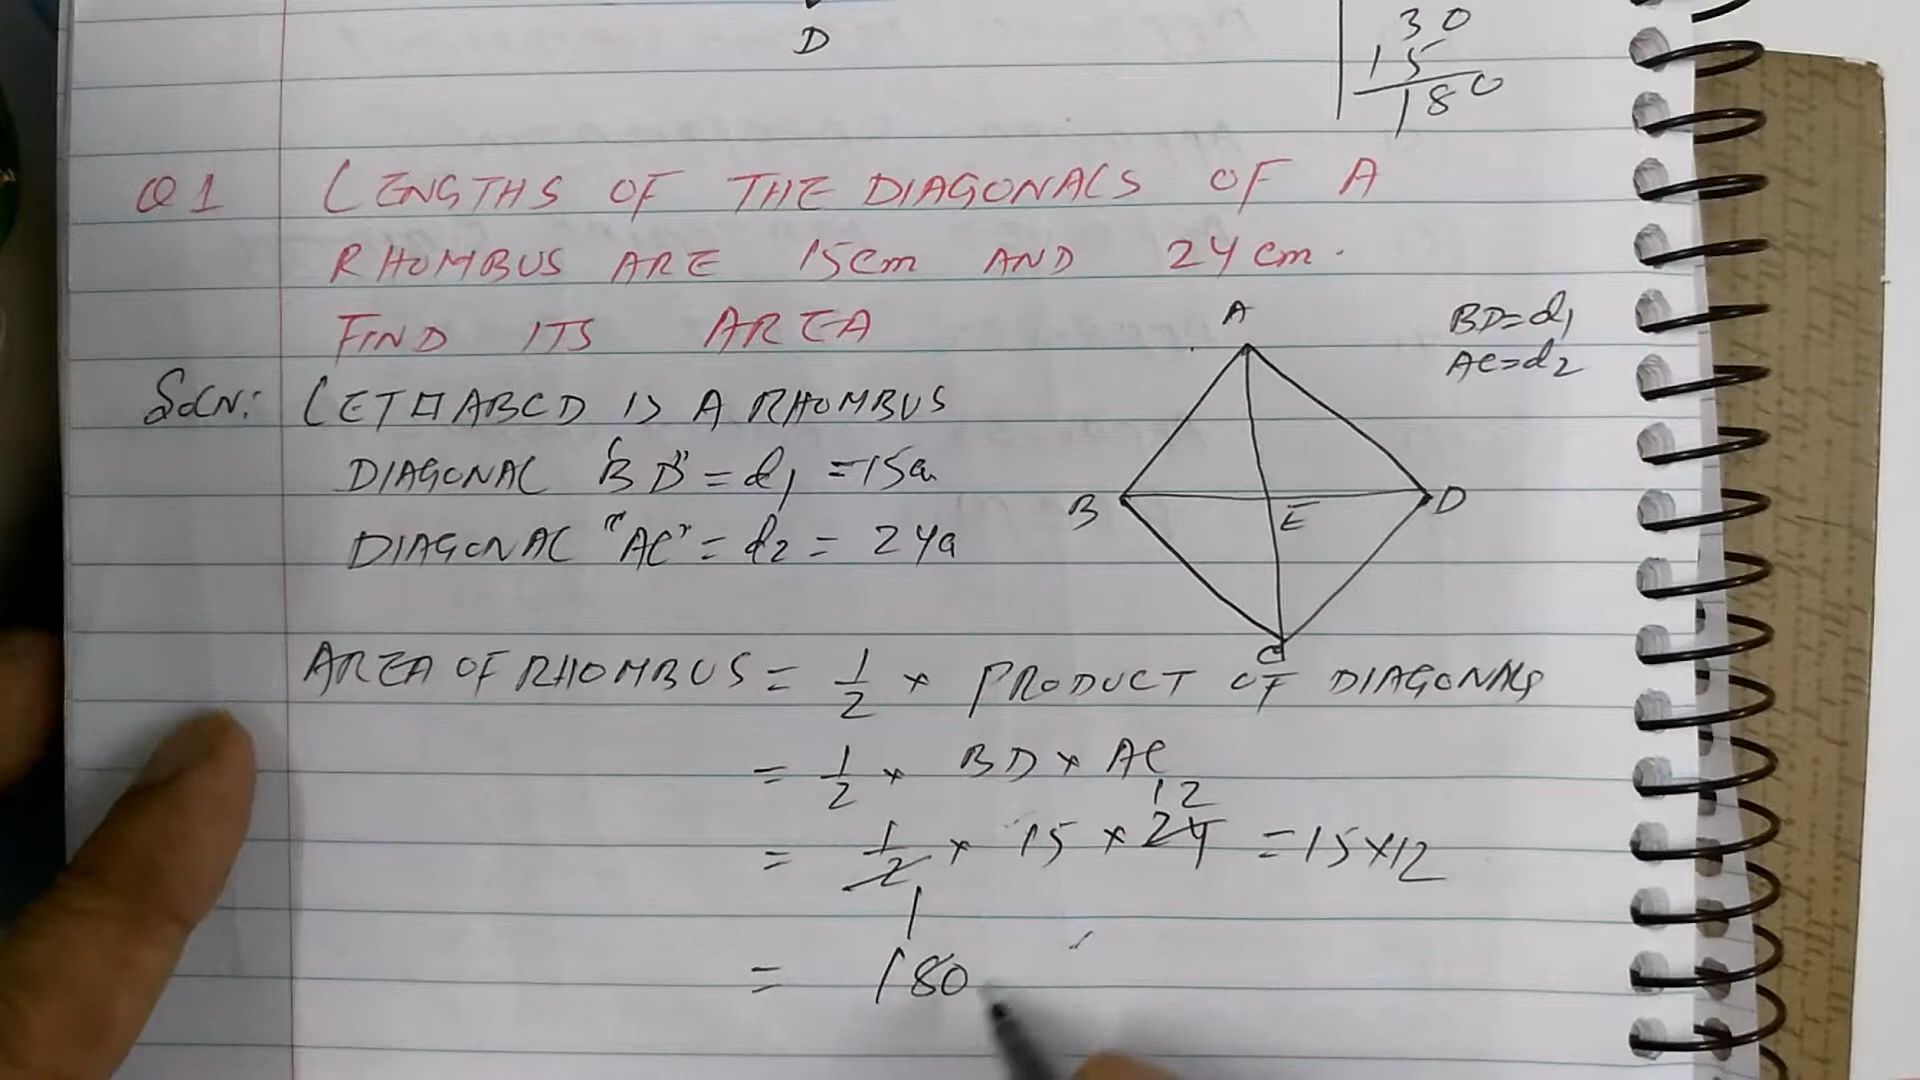 D
30
15
180
Q1 LENGTHS OF THE DIAGONALS OF A
RHOMBUS ARE 15cm AND 24cm.
FIND ITS AREA
A
BD=d1
AC=d2
SOLN: LET □ABCD IS A RHOMBUS
DIAGONAL "BD" = d1 = 15cm
B
E
D
DIAGONAL "AC" = d2 = 24cm
C
AREA OF RHOMBUS = 1/2 × PRODUCT OF DIAGONALS
= 1/2 × BD × AC
12
= 1/2 × 15 × 24 = 15×12
1
= 180